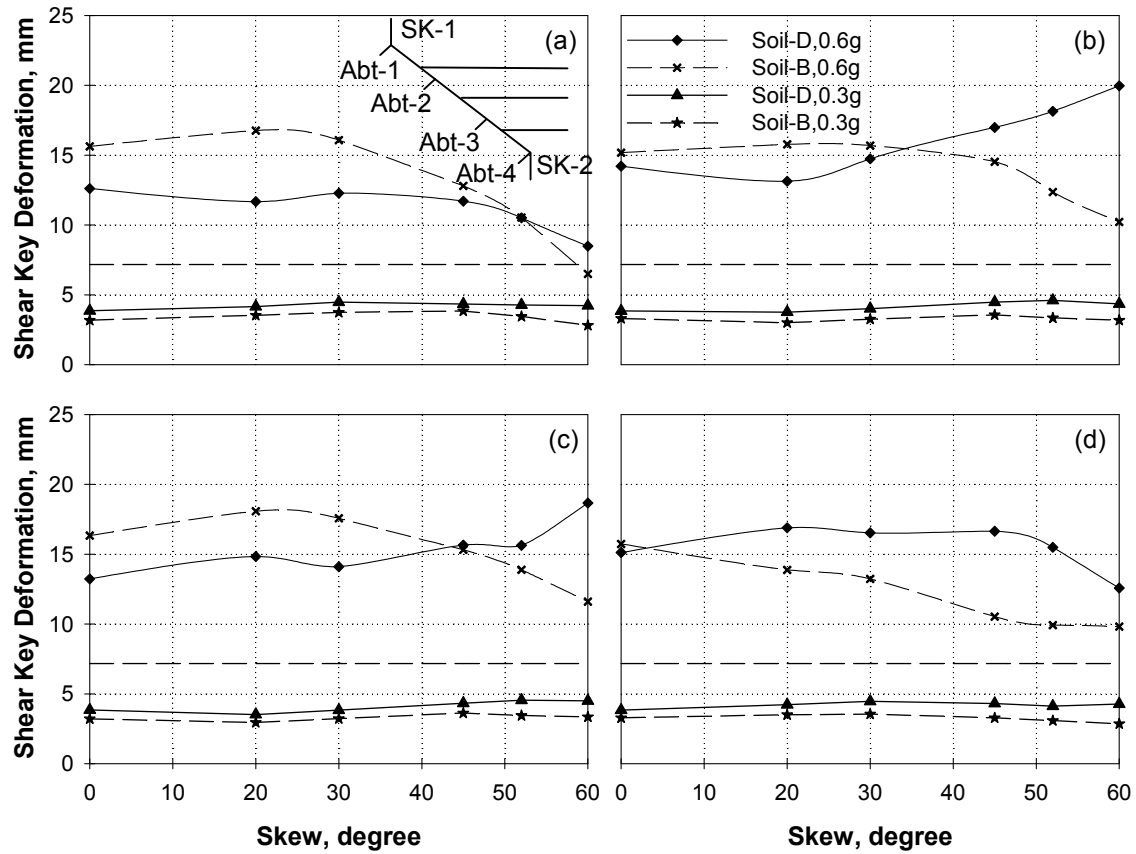 25
20
15
10
5
0
Shear Key Deformation, mm
SK-1
Abt-1
Abt-2
Abt-3
Abt-4
SK-2
(a)
(b)
Soil-D,0.6g
Soil-B,0.6g
Soil-D,0.3g
Soil-B,0.3g
25
20
15
10
5
0
Shear Key Deformation, mm
(c)
(d)
0 10 20 30 40 50 60
0 10 20 30 40 50 60
Skew, degree
Skew, degree